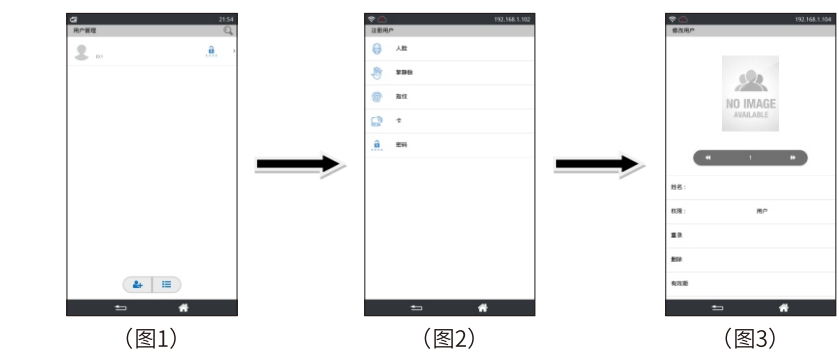 21:54
用户管理
192.168.1.102
注册用户
人脸
掌静脉
指纹
卡
密码
192.168.1.104
修改用户
NO IMAGE
AVAILABLE
1
姓名：
权限：
用户
重录
删除
有效期
（图1）
（图2）
（图3）